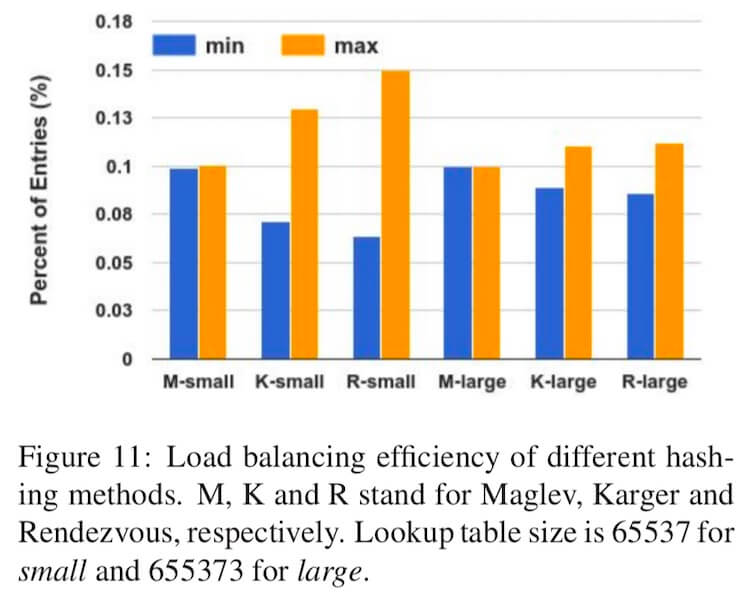 0.18
min max
0.15
0.13
0.1
0.08
0.05
0.03
0
Percent of Entries (%)
M-small K-small R-small M-large K-large R-large
Figure 11: Load balancing efficiency of different hash-
ing methods. M, K and R stand for Maglev, Karger and
Rendezvous, respectively. Lookup table size is 65537 for
small and 655373 for large.